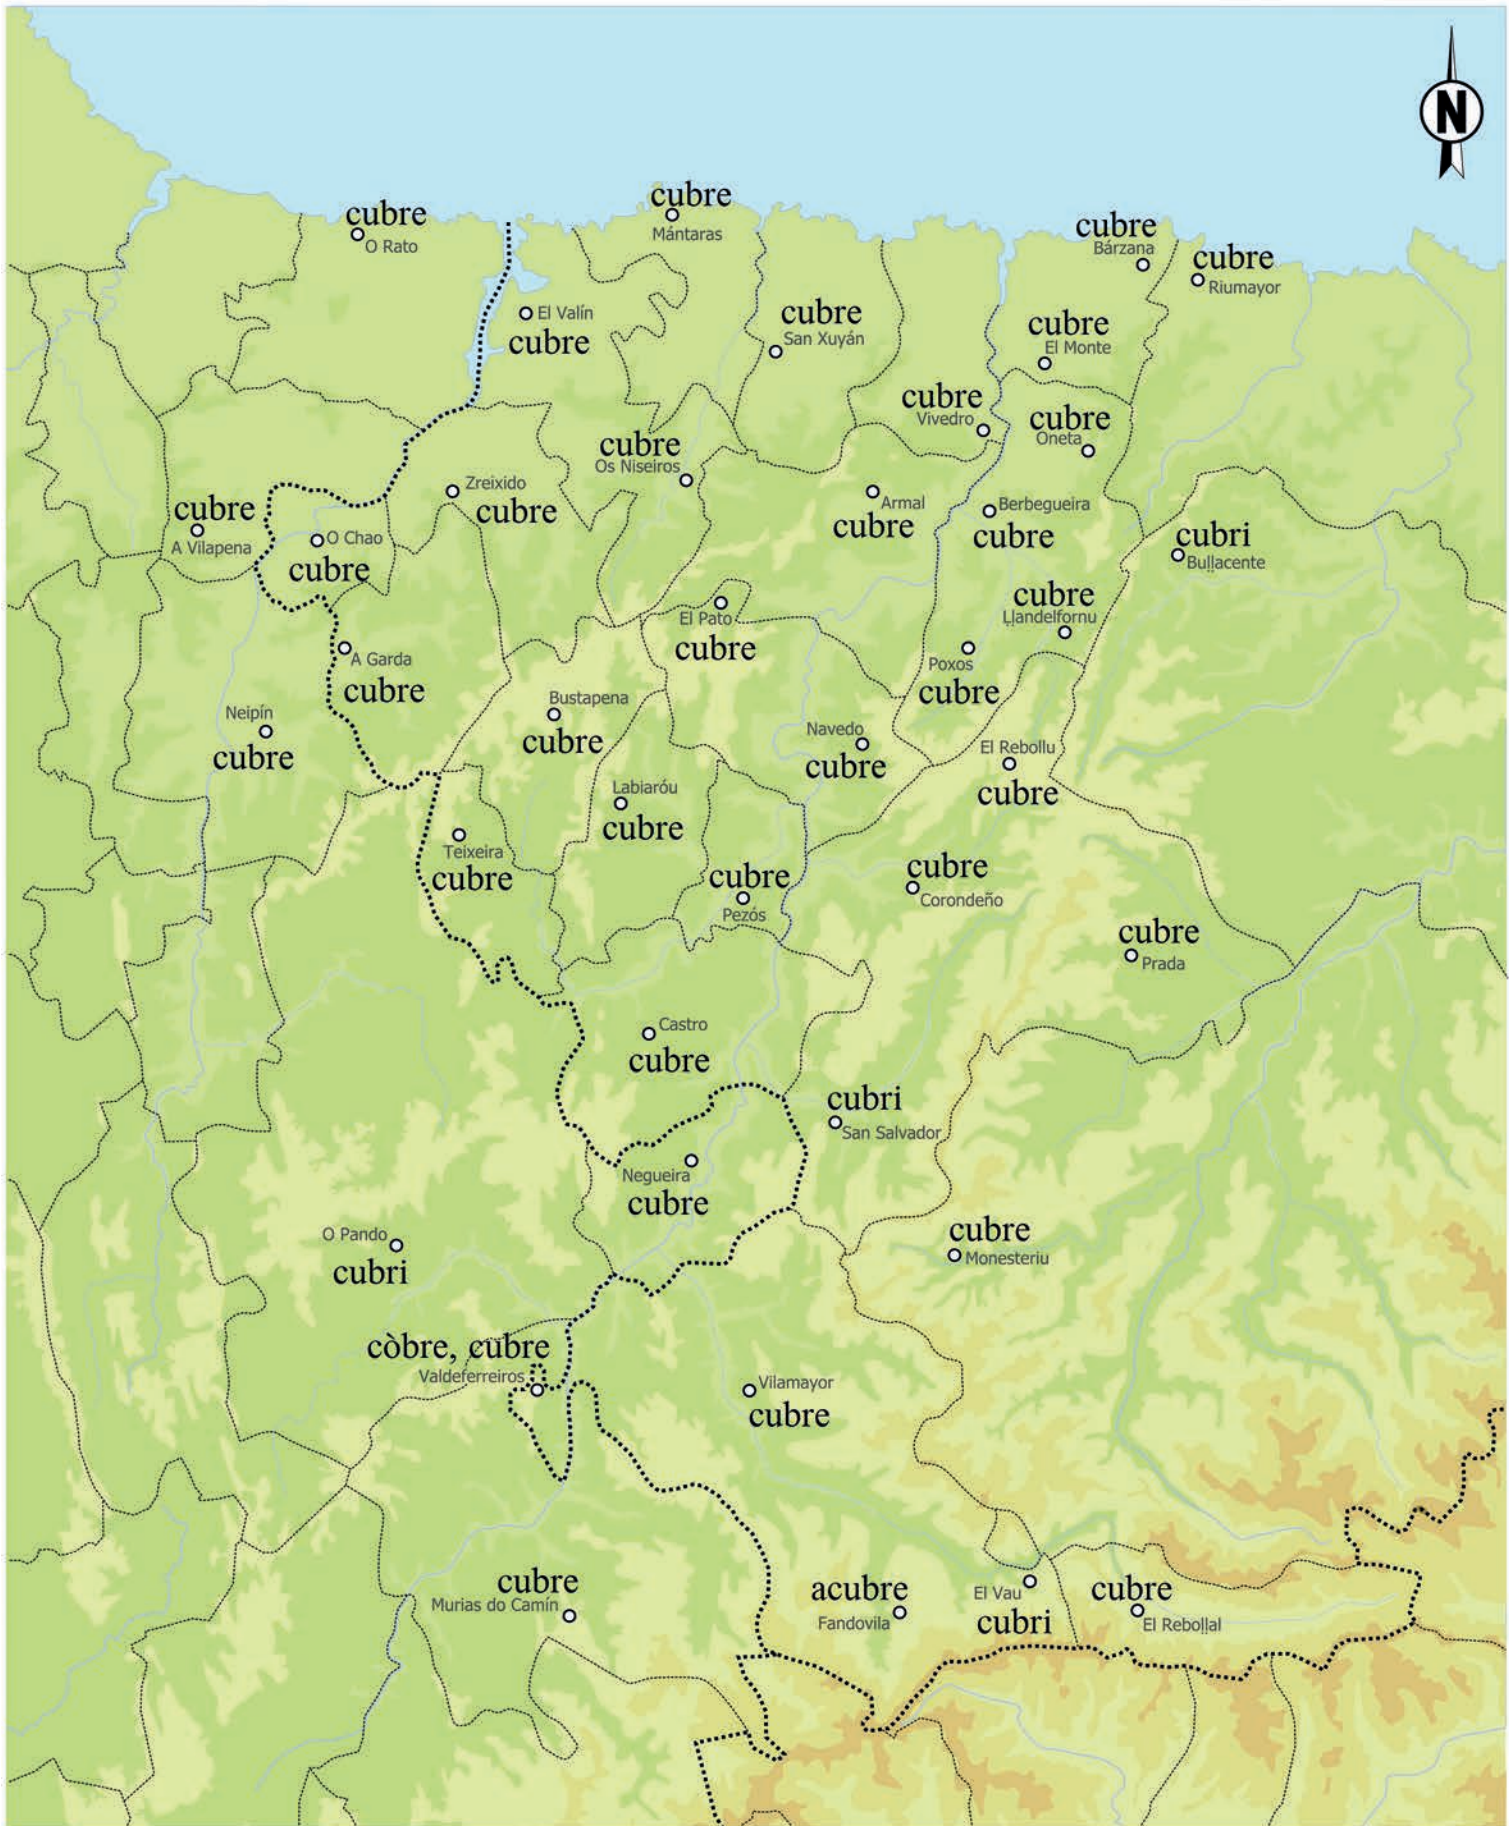 N
cubre
Mántaras
cubre
O Rato
cubre
Bárzana
cubre
Riumayor
El Valín
cubre
cubre
San Xuyán
cubre
El Monte
cubre
Vivedro
cubre
Oneta
cubre
Os Niseiros
Zreixido
cubre
cubre
A Vilapena
O Chao
cubre
Armal
cubre
Berbegueira
cubre
cubri
Buḷḷacente
cubre
Ḷḷandelfornu
El Pato
cubre
A Garda
cubre
Poxos
cubre
Bustapena
cubre
Neipín
cubre
Navedo
cubre
El Rebollu
cubre
Labiaróu
cubre
Teixeira
cubre
cubre
Pezós
cubre
Corondeño
cubre
Prada
Castro
cubre
cubri
San Salvador
Negueira
cubre
O Pando
cubri
cubre
Monesteriu
còbre, cubre
Valdeferreiros
Vilamayor
cubre
cubre
Murias do Camín
acubre
Fandovila
El Vau
cubri
cubre
El Reboḷḷal